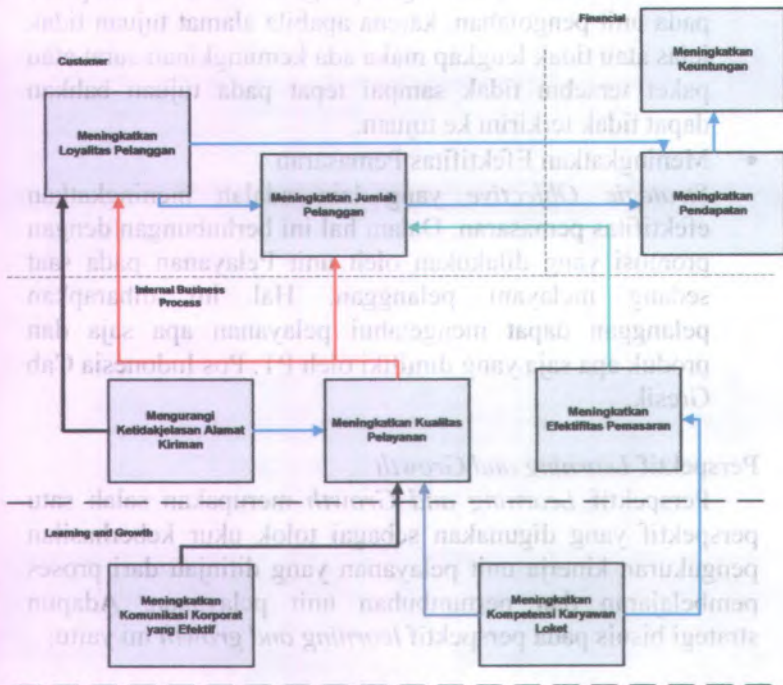 Customer
Financial
Meningkatkan
Keuntungan
Meningkatkan
Loyalitas Pelanggan
Meningkatkan Jumlah
Pelanggan
Meningkatkan
Pendapatan
Internal Business
Process
Mengurangi
Ketidakjelasan Alamat
Kiriman
Meningkatkan Kualitas
Pelayanan
Meningkatkan
Efektifitas Pemasaran
Learning and Growth
Meningkatkan
Komunikasi Korporat
yang Efektif
Meningkatkan
Kompetensi Karyawan
Loket
pada unit pengolahan, karena apabila alamat tujuan tidak
jelas atau tidak lengkap maka ada kemungkinan surat atau
paket tersebut tidak sampai tepat pada tujuan bahkan
dapat tidak terkirim ke tujuan.
• Meningkatkan Efektifitas Pemasaran
Strategic Objective yang adalah meningkatkan
efektifitas pemasaran. Dalam hal ini berhubungan dengan
promosi yang dilakukan oleh unit Pelayanan pada saat
sedang melayani pelanggan. Hal ini diharapkan
pelanggan dapat mengetahui pelayanan apa saja dan
produk apa saja yang dimiliki oleh PT. Pos Indonesia Cab
Gresik.
Perspektif Learning and Growth
Perspektif Learning and Growth merupakan salah satu
perspektif yang digunakan sebagai tolok ukur keberhasilan
pengukuran kinerja unit pelayanan yang ditinjau dari proses
pembelajaran dan pertumbuhan unit Adapun
strategi bisnis pada perspektif learning and growth ini yaitu: